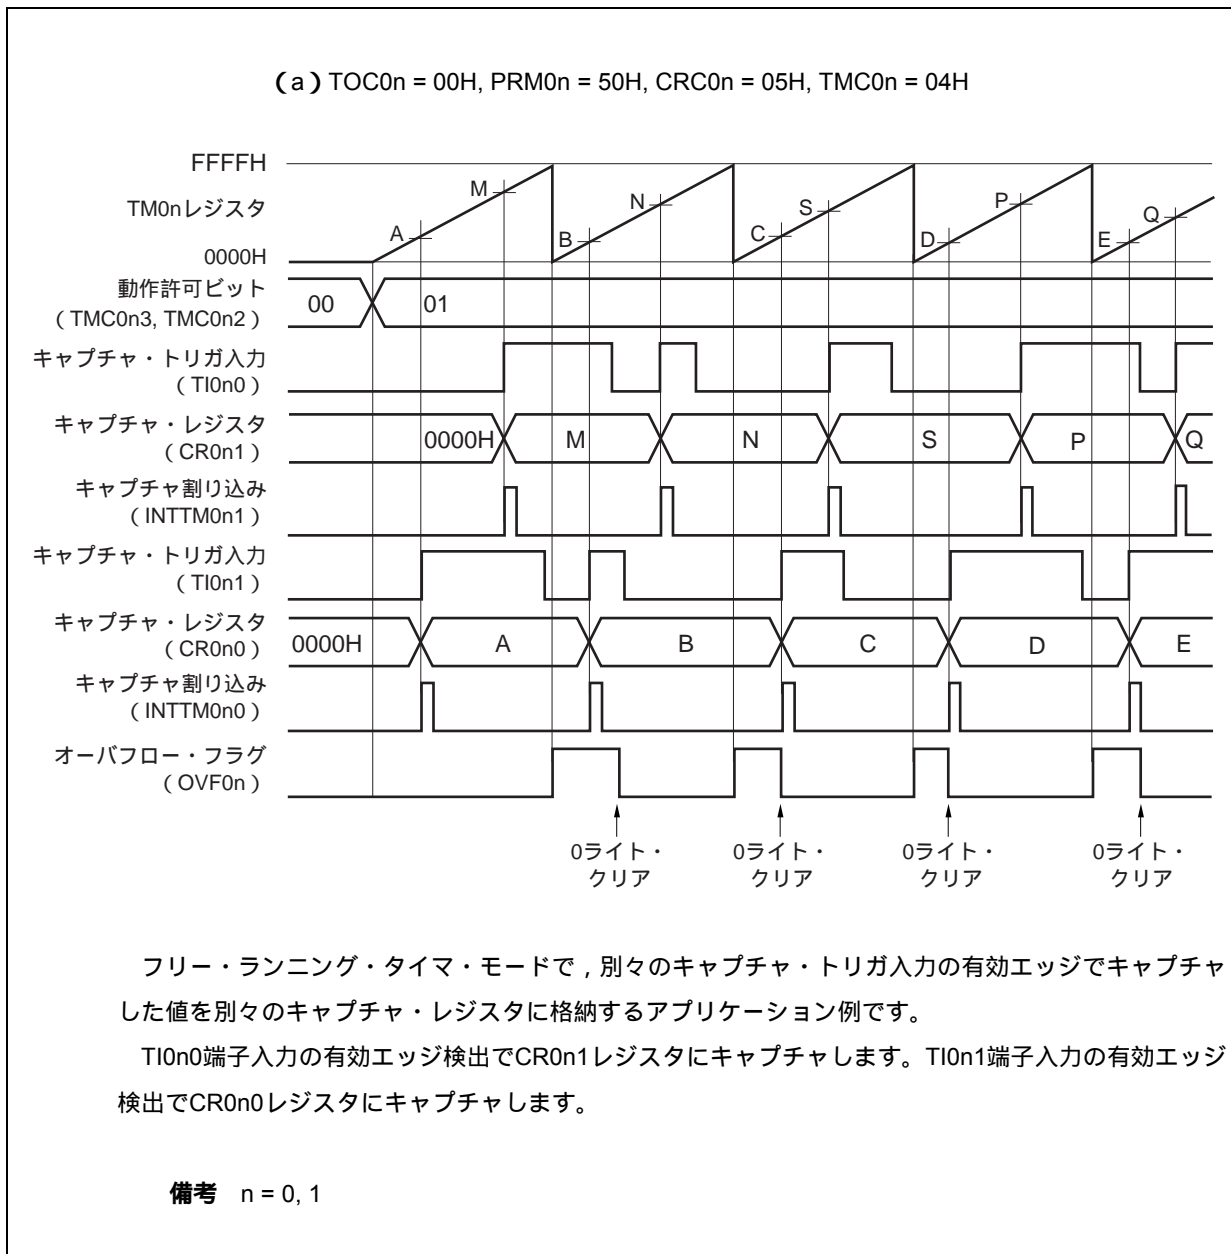 (a) TOC0n = 00H, PRM0n = 50H, CRC0n = 05H, TMC0n = 04H
FFFFH
TM0nレジスタ
0000H
A
M
B
N
C
S
D
P
E
Q
動作許可ビット
(TMC0n3, TMC0n2)
00
01
キャプチャ・トリガ入力
(TI0n0)
キャプチャ・レジスタ
(CR0n1)
0000H
M
N
S
P
Q
キャプチャ割り込み
(INTTM0n1)
キャプチャ・トリガ入力
(TI0n1)
キャプチャ・レジスタ
(CR0n0)
0000H
A
B
C
D
E
キャプチャ割り込み
(INTTM0n0)
オーバフロー・フラグ
(OVF0n)
0ライト・
クリア
0ライト・
クリア
0ライト・
クリア
0ライト・
クリア
フリー・ランニング・タイマ・モードで,別々のキャプチャ・トリガ入力の有効エッジでキャプチャ
した値を別々のキャプチャ・レジスタに格納するアプリケーション例です。
TI0n0端子入力の有効エッジ検出でCR0n1レジスタにキャプチャします。TI0n1端子入力の有効エッジ
検出でCR0n0レジスタにキャプチャします。
備考 n = 0, 1